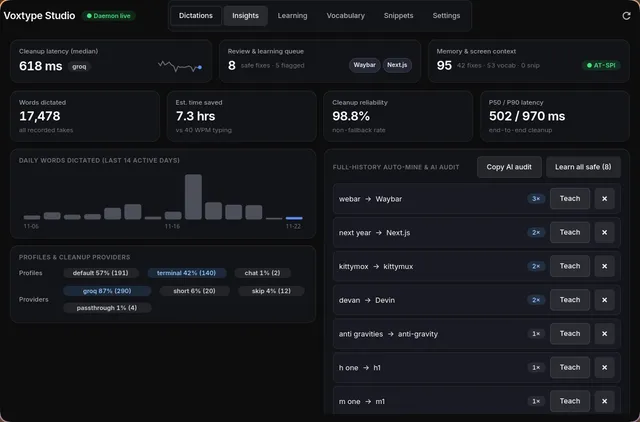 Voxtype Studio Daemon live Dictations Insights Learning Vocabulary Snippets Settings
Cleanup latency (median)
618 ms groq
Review & learning queue
8 safe fixes · 5 flagged Waybar Next.js
Memory & screen context
95 42 fixes · 53 vocab · 0 snip AT-SPI
Words dictated
17,478
all recorded takes
Est. time saved
7.3 hrs
vs 40 WPM typing
Cleanup reliability
98.8%
non-fallback rate
P50 / P90 latency
502 / 970 ms
end-to-end cleanup
DAILY WORDS DICTATED (LAST 14 ACTIVE DAYS)
11-06 11-16 11-22
PROFILES & CLEANUP PROVIDERS
Profiles default 57% (191) terminal 42% (140) chat 1% (2)
Providers groq 87% (290) short 6% (20) skip 4% (12)
passthrough 1% (4)
FULL-HISTORY AUTO-MINE & AI AUDIT Copy AI audit Learn all safe (8)
webar → Waybar 3× Teach ×
next year → Next.js 2× Teach ×
kittymox → kittymux 2× Teach ×
devan → Devin 2× Teach ×
anti gravities → anti-gravity 1× Teach ×
h one → h1 1× Teach ×
m one → m1 1× Teach ×